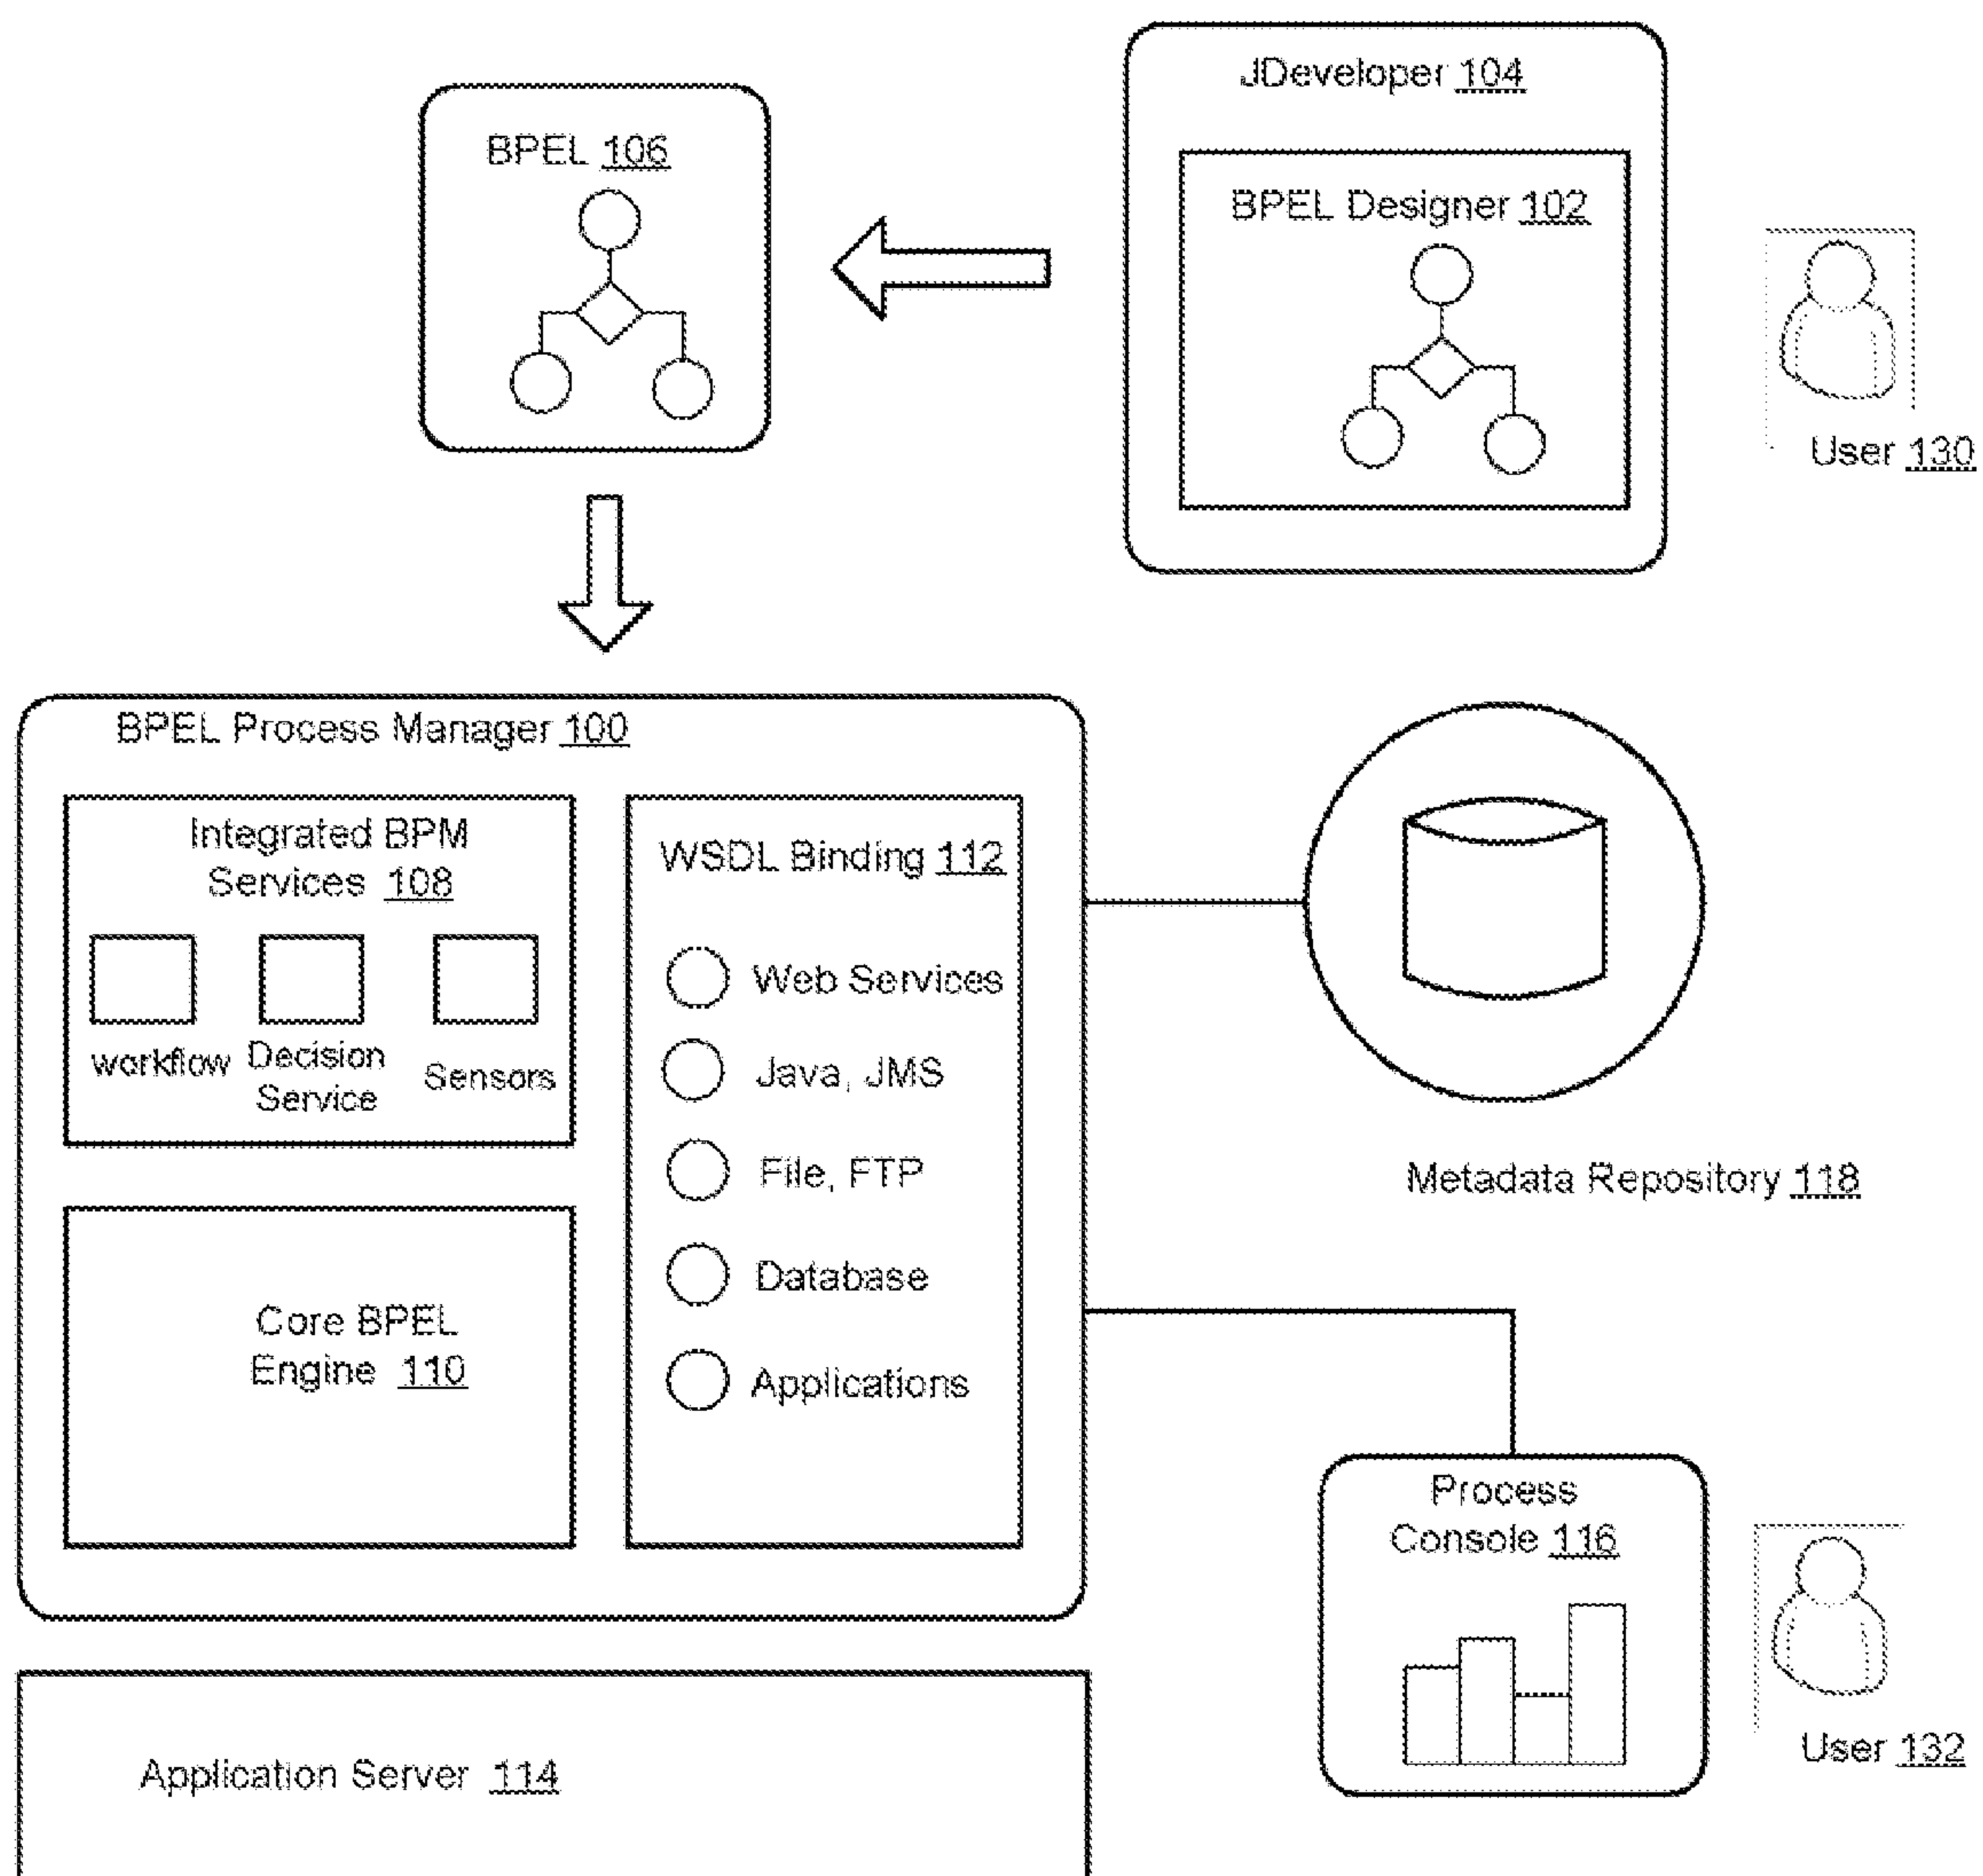 JDeveloper 104
BPEL 106
BPEL Designer 102
User 130
BPEL Process Manager 100
Integrated BPM
Services 108
workflow
Decision
Service
Sensors
WSDL Binding 112
Web Services
Java, JMS
File, FTP
Database
Applications
Core BPEL
Engine 110
Metadata Repository 118
Process
Console 116
User 132
Application Server 114